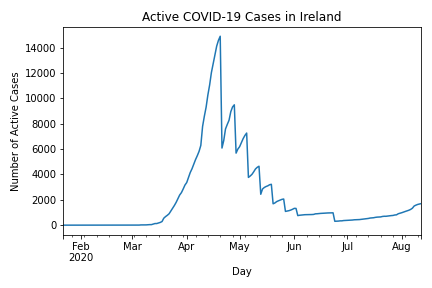 Active COVID-19 Cases in Ireland
Number of Active Cases
14000
12000
10000
8000
6000
4000
2000
0
Feb Mar Apr May Jun Jul Aug
2020
Day